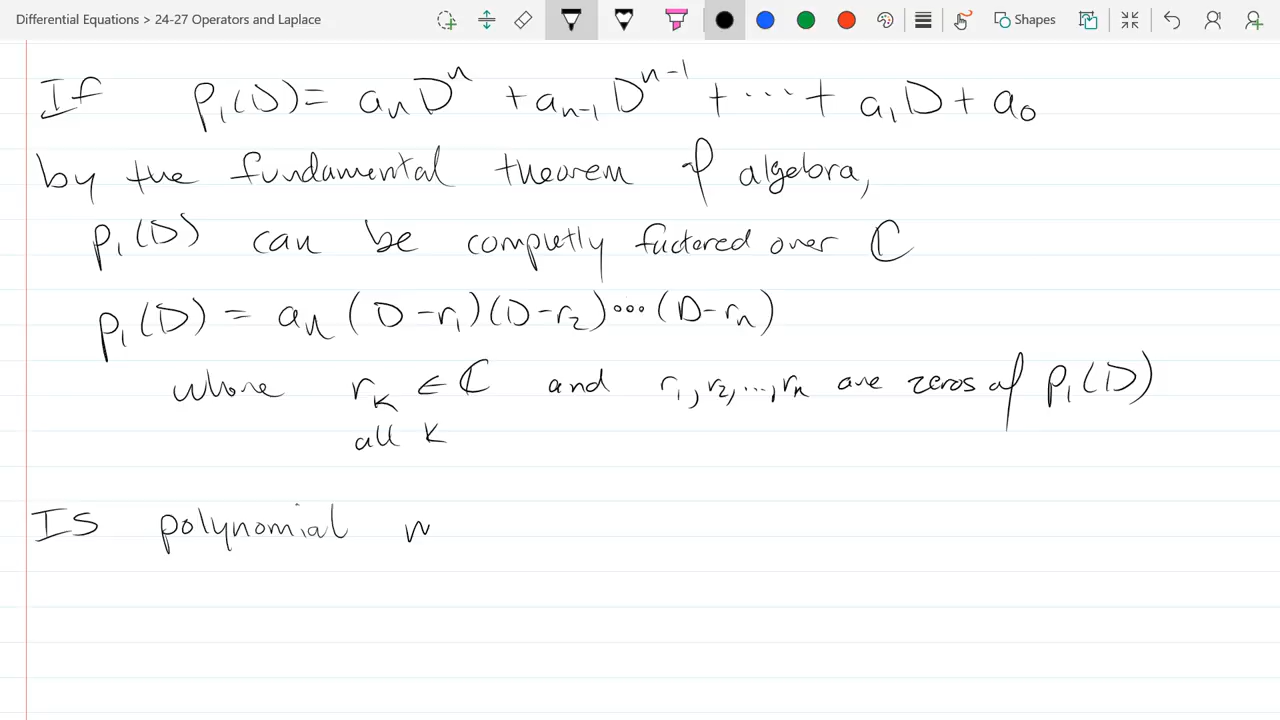 Differential Equations > 24-27 Operators and Laplace
Shapes
If p₁(D) = aₙDⁿ + aₙ₋₁Dⁿ⁻¹ + ··· + a₁D + a₀
by the fundamental theorem of algebra,
p₁(D) can be completly factored over ℂ
p₁(D) = aₙ(D-r₁)(D-r₂)···(D-rₙ)
where rₖ ∈ ℂ and r₁, r₂, ..., rₙ are zeros of p₁(D)
all k
Is polynomial